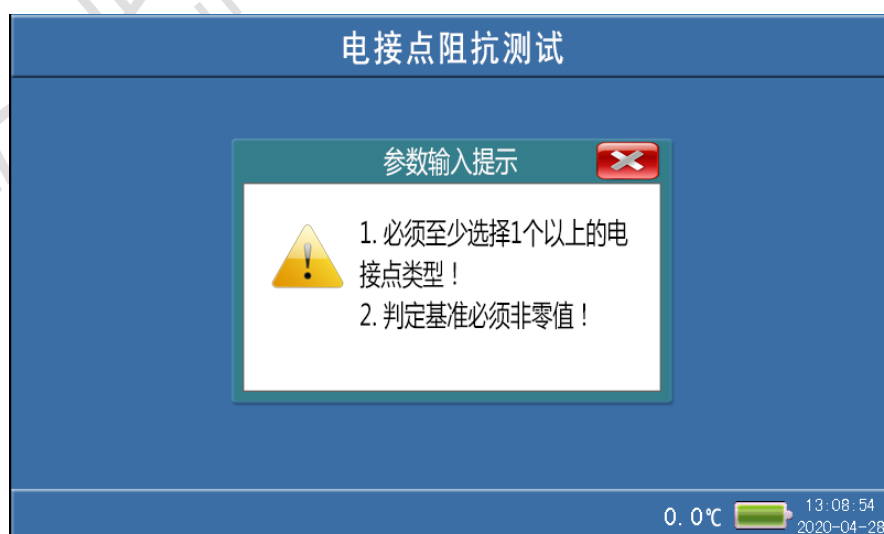 电接点阻抗测试
参数输入提示
1. 必须至少选择1个以上的电
接点类型！
2. 判定基准必须非零值！
0. 0℃
13:08:54
2020-04-28